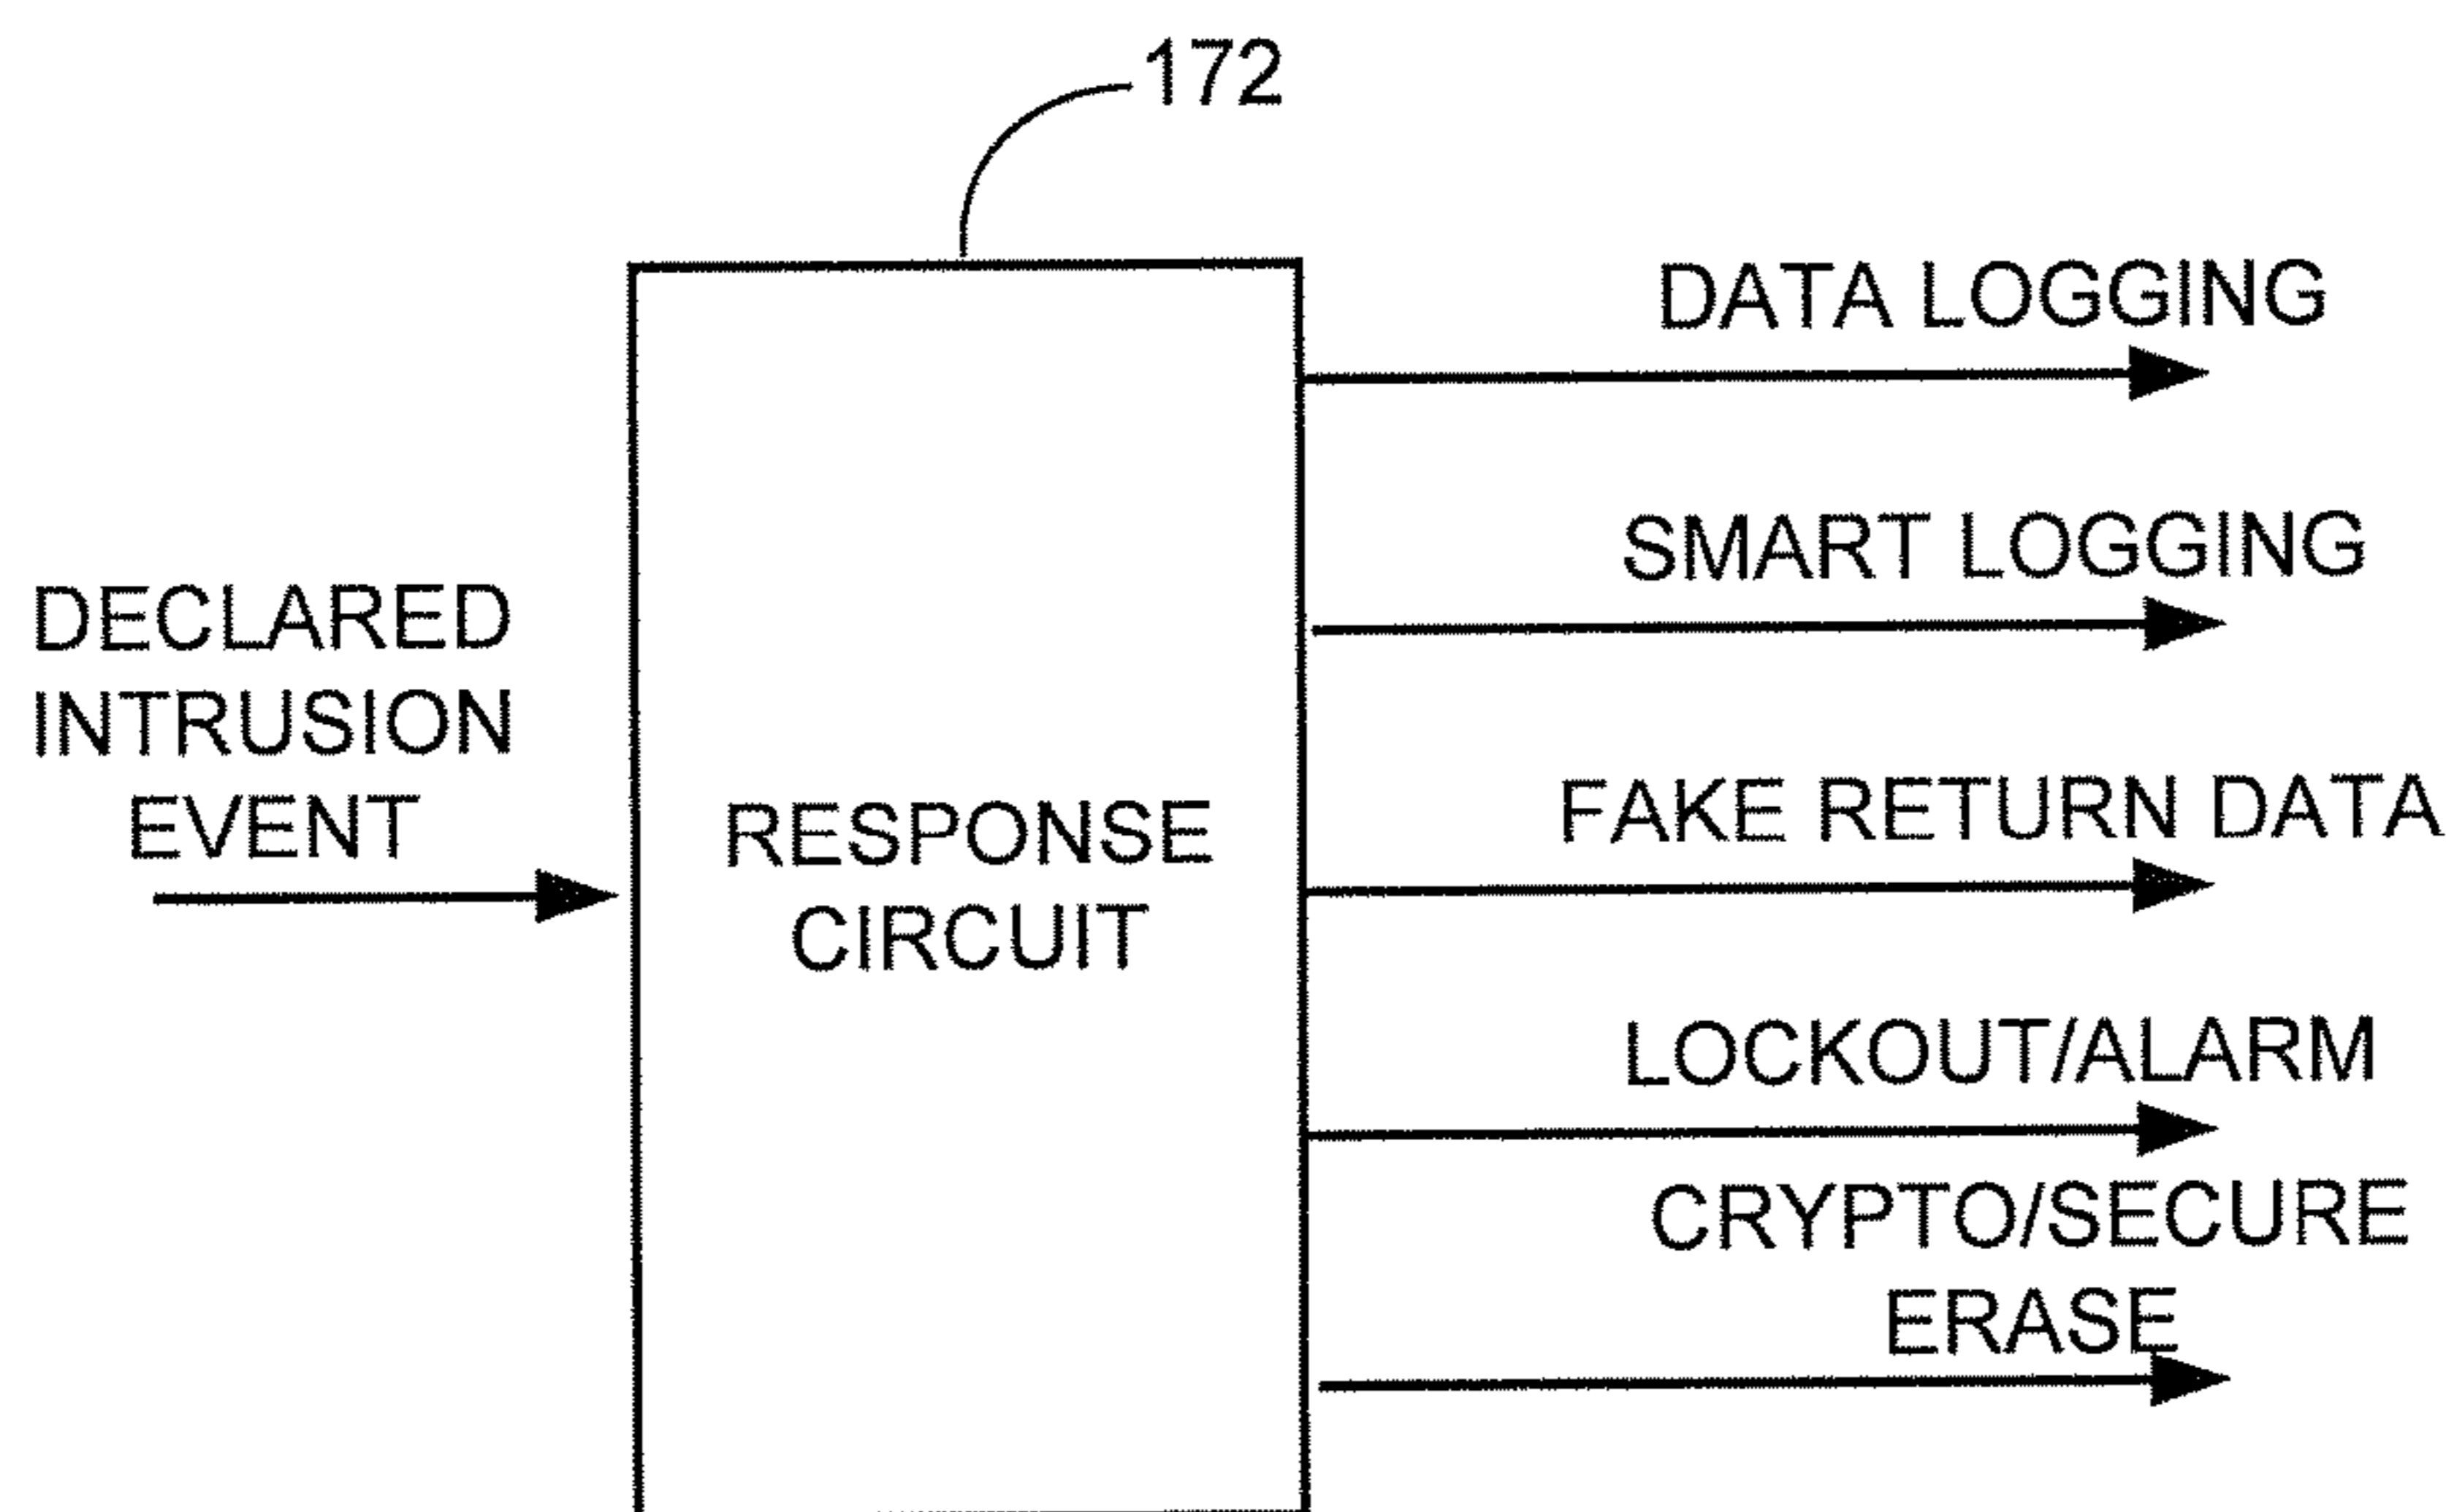 172
DATA LOGGING
SMART LOGGING
DECLARED
INTRUSION
EVENT
FAKE RETURN DATA
RESPONSE
CIRCUIT
LOCKOUT/ALARM
CRYPTO/SECURE
ERASE